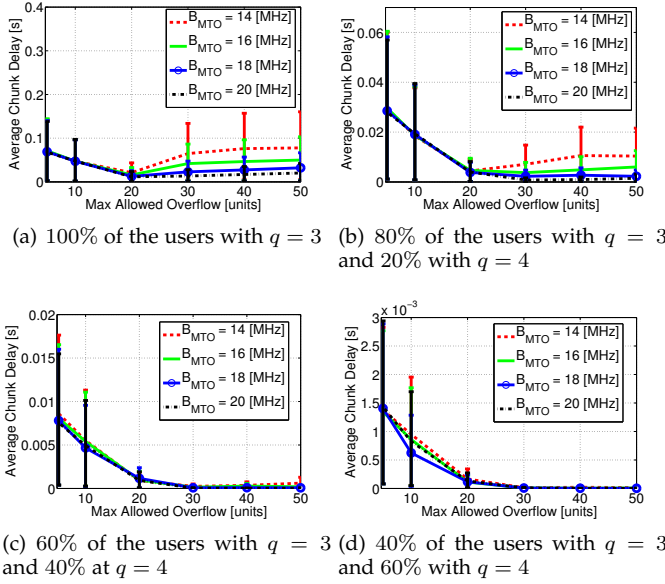 0.4
0.3
0.2
0.1
0
Average Chunk Delay [s]
10 20 30 40 50
Max Allowed Overflow [units]
B_MTO = 14 [MHz]
B_MTO = 16 [MHz]
B_MTO = 18 [MHz]
B_MTO = 20 [MHz]
(a) 100% of the users with q = 3
0.06
0.04
0.02
0
Average Chunk Delay [s]
10 20 30 40 50
Max Allowed Overflow [units]
B_MTO = 14 [MHz]
B_MTO = 16 [MHz]
B_MTO = 18 [MHz]
B_MTO = 20 [MHz]
(b) 80% of the users with q = 3
and 20% with q = 4
0.02
0.015
0.01
0.005
0
Average Chunk Delay [s]
10 20 30 40 50
Max Allowed Overflow [units]
B_MTO = 14 [MHz]
B_MTO = 16 [MHz]
B_MTO = 18 [MHz]
B_MTO = 20 [MHz]
(c) 60% of the users with q = 3
and 40% at q = 4
x 10^-3
3
2.5
2
1.5
1
0.5
0
Average Chunk Delay [s]
10 20 30 40 50
Max Allowed Overflow [units]
B_MTO = 14 [MHz]
B_MTO = 16 [MHz]
B_MTO = 18 [MHz]
B_MTO = 20 [MHz]
(d) 40% of the users with q = 3
and 60% with q = 4